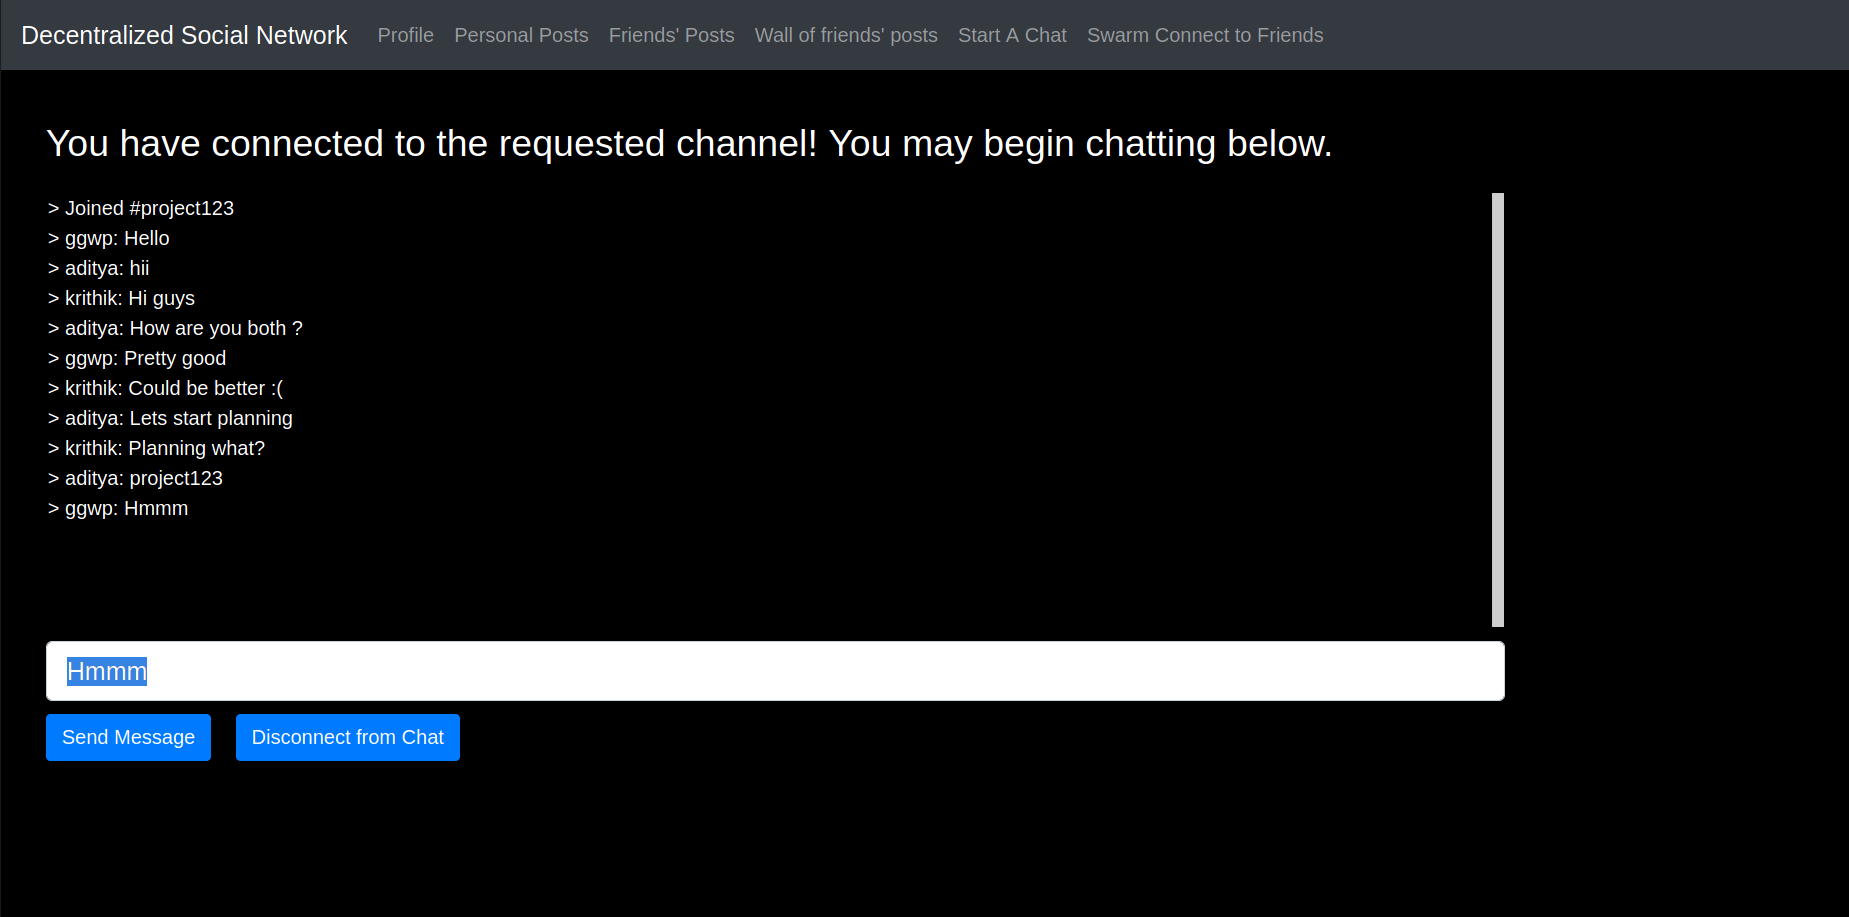 Decentralized Social Network Profile Personal Posts Friends' Posts Wall of friends' posts Start A Chat Swarm Connect to Friends
You have connected to the requested channel! You may begin chatting below.
> Joined #project123
> ggwp: Hello
> aditya: hii
> krithik: Hi guys
> aditya: How are you both ?
> ggwp: Pretty good
> krithik: Could be better :(
> aditya: Lets start planning
> krithik: Planning what?
> aditya: project123
> ggwp: Hmmm
Hmmm
Send Message Disconnect from Chat